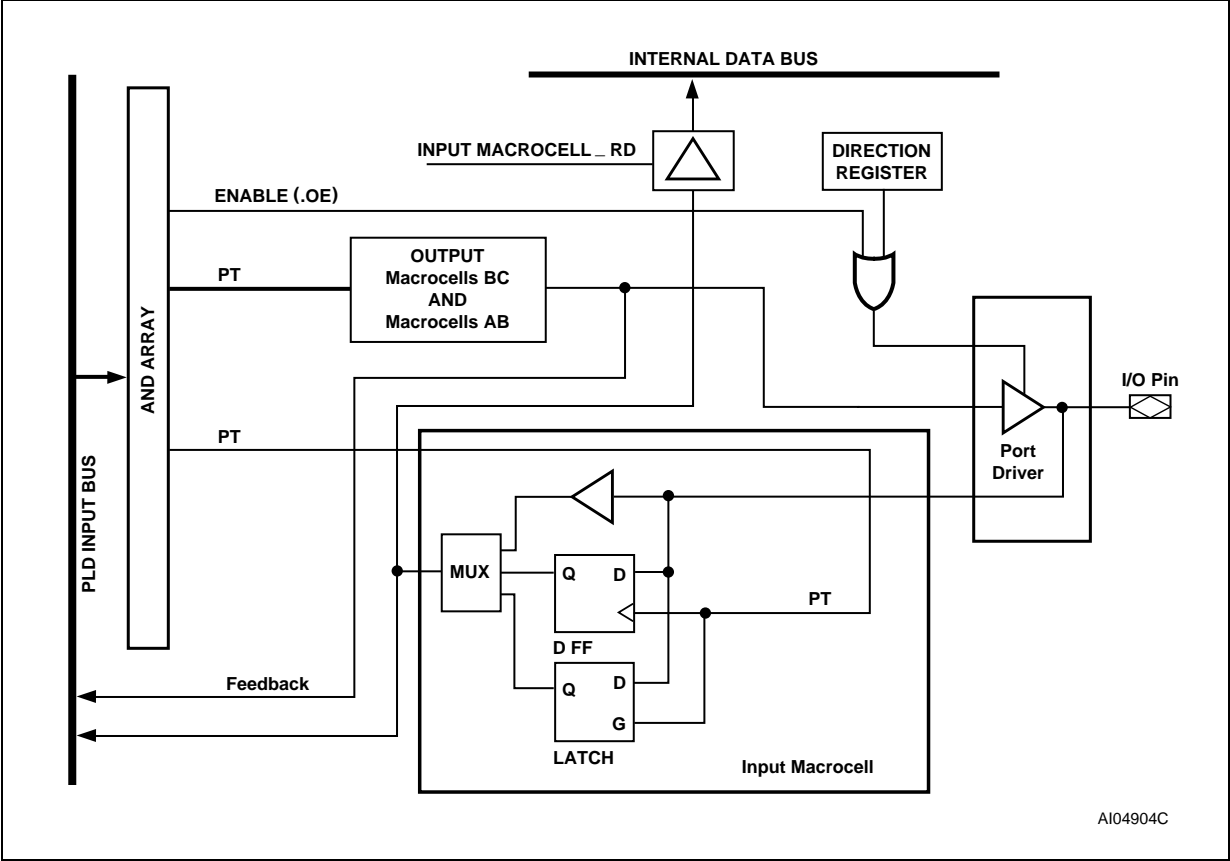 INTERNAL DATA BUS
INPUT MACROCELL _ RD
DIRECTION
REGISTER
ENABLE (.OE)
PT
OUTPUT
Macrocells BC
AND
Macrocells AB
AND ARRAY
PLD INPUT BUS
I/O Pin
Port
Driver
PT
MUX
Q
D
PT
D FF
Q
D
G
LATCH
Feedback
Input Macrocell
AI04904C